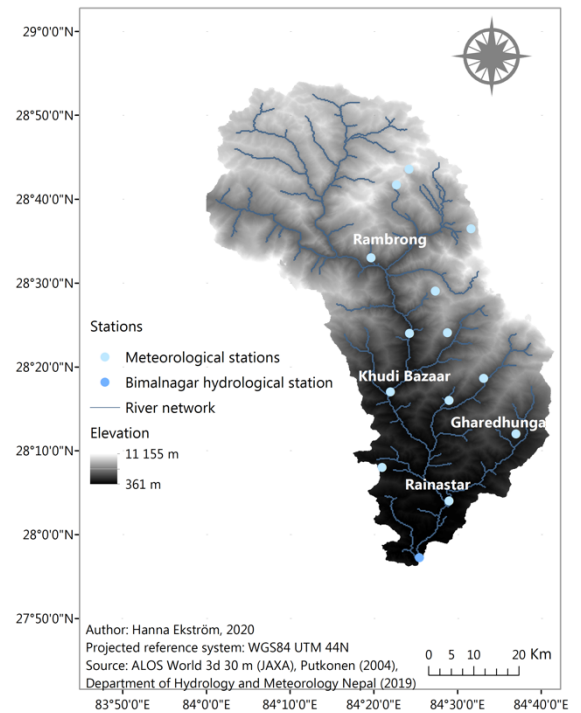 29°0'0"N
28°50'0"N
28°40'0"N
Rambrong
28°30'0"N
Stations
Meteorological stations
28°20'0"N
Khudi Bazaar
Bimalnagar hydrological station
River network
Gharedhunga
Elevation
28°10'0"N
11 155 m
361 m
Rainastar
28°0'0"N
27°50'0"N
Author: Hanna Ekström, 2020
Projected reference system: WGS84 UTM 44N
Source: ALOS World 3d 30 m (JAXA), Putkonen (2004),
Department of Hydrology and Meteorology Nepal (2019)
0 5 10 20 Km
83°50'0"E 84°0'0"E 84°10'0"E 84°20'0"E 84°30'0"E 84°40'0"E